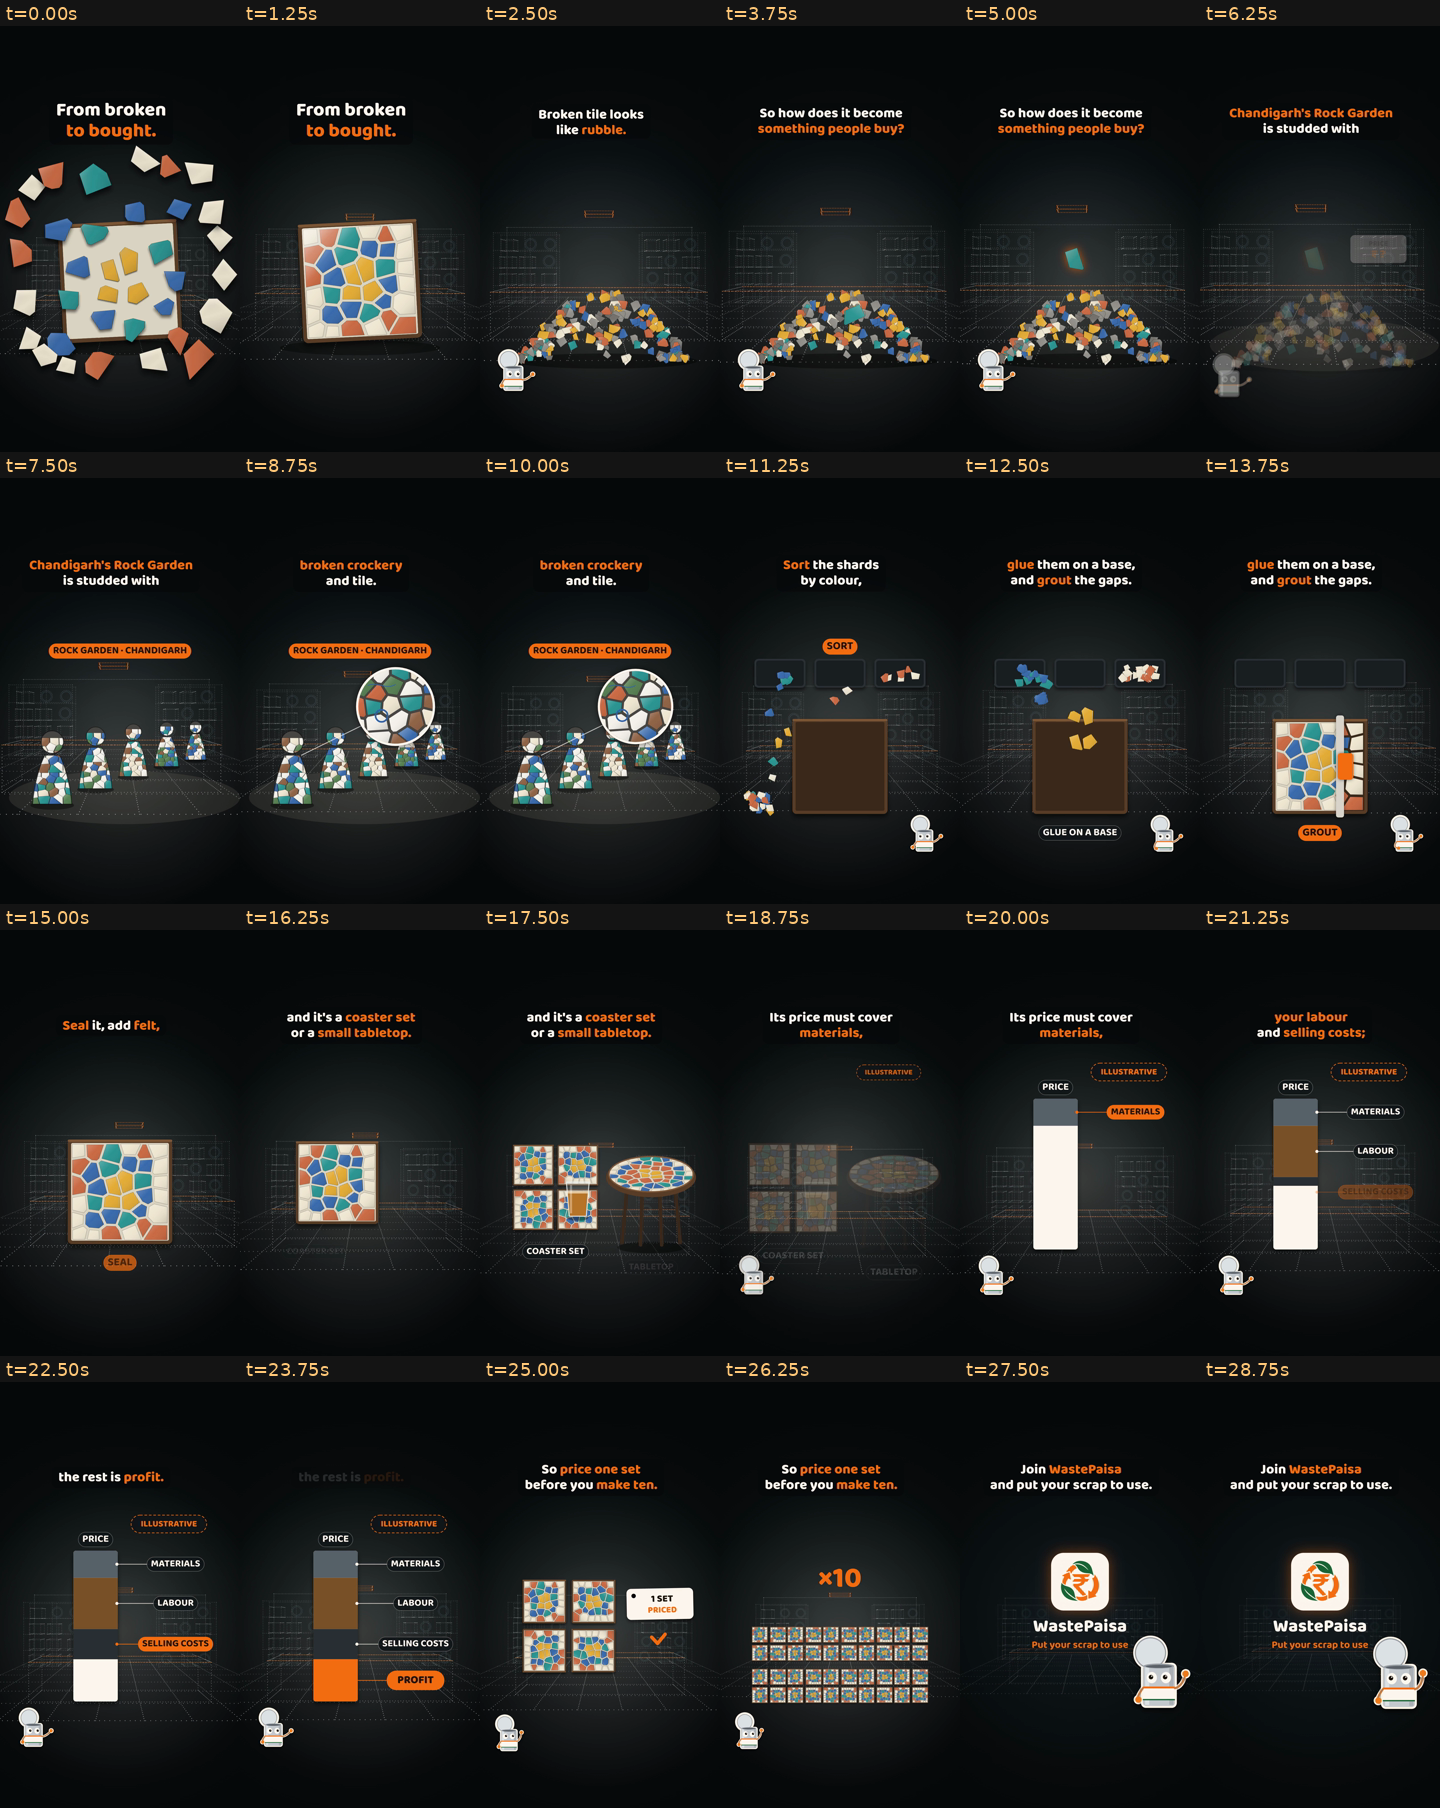 t=0.00s
From broken
to bought.
t=1.25s
From broken
to bought.
t=2.50s
Broken tile looks
like rubble.
t=3.75s
So how does it become
something people buy?
t=5.00s
So how does it become
something people buy?
t=6.25s
Chandigarh's Rock Garden
is studded with
t=7.50s
Chandigarh's Rock Garden
is studded with
ROCK GARDEN · CHANDIGARH
t=8.75s
broken crockery
and tile.
ROCK GARDEN · CHANDIGARH
t=10.00s
broken crockery
and tile.
ROCK GARDEN · CHANDIGARH
t=11.25s
Sort the shards
by colour,
SORT
t=12.50s
glue them on a base,
and grout the gaps.
GLUE ON A BASE
t=13.75s
glue them on a base,
and grout the gaps.
GROUT
t=15.00s
Seal it, add felt,
SEAL
t=16.25s
and it's a coaster set
or a small tabletop.
COASTER SET
t=17.50s
and it's a coaster set
or a small tabletop.
COASTER SET
TABLETOP
t=18.75s
Its price must cover
materials,
ILLUSTRATIVE
COASTER SET
TABLETOP
t=20.00s
Its price must cover
materials,
ILLUSTRATIVE
PRICE
MATERIALS
t=21.25s
your labour
and selling costs;
ILLUSTRATIVE
PRICE
MATERIALS
LABOUR
SELLING COSTS
t=22.50s
the rest is profit.
ILLUSTRATIVE
PRICE
MATERIALS
LABOUR
SELLING COSTS
t=23.75s
the rest is profit.
ILLUSTRATIVE
PRICE
MATERIALS
LABOUR
SELLING COSTS
PROFIT
t=25.00s
So price one set
before you make ten.
1 SET
PRICED
t=26.25s
So price one set
before you make ten.
×10
t=27.50s
Join WastePaisa
and put your scrap to use.
WastePaisa
Put your scrap to use
t=28.75s
Join WastePaisa
and put your scrap to use.
WastePaisa
Put your scrap to use